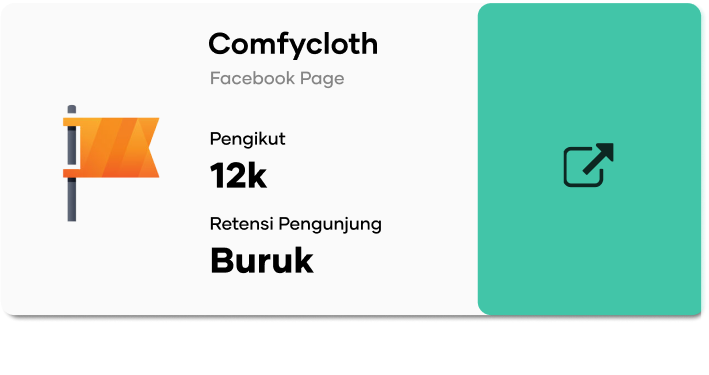 Comfycloth
Facebook Page
Pengikut
12k
Retensi Pengunjung
Buruk